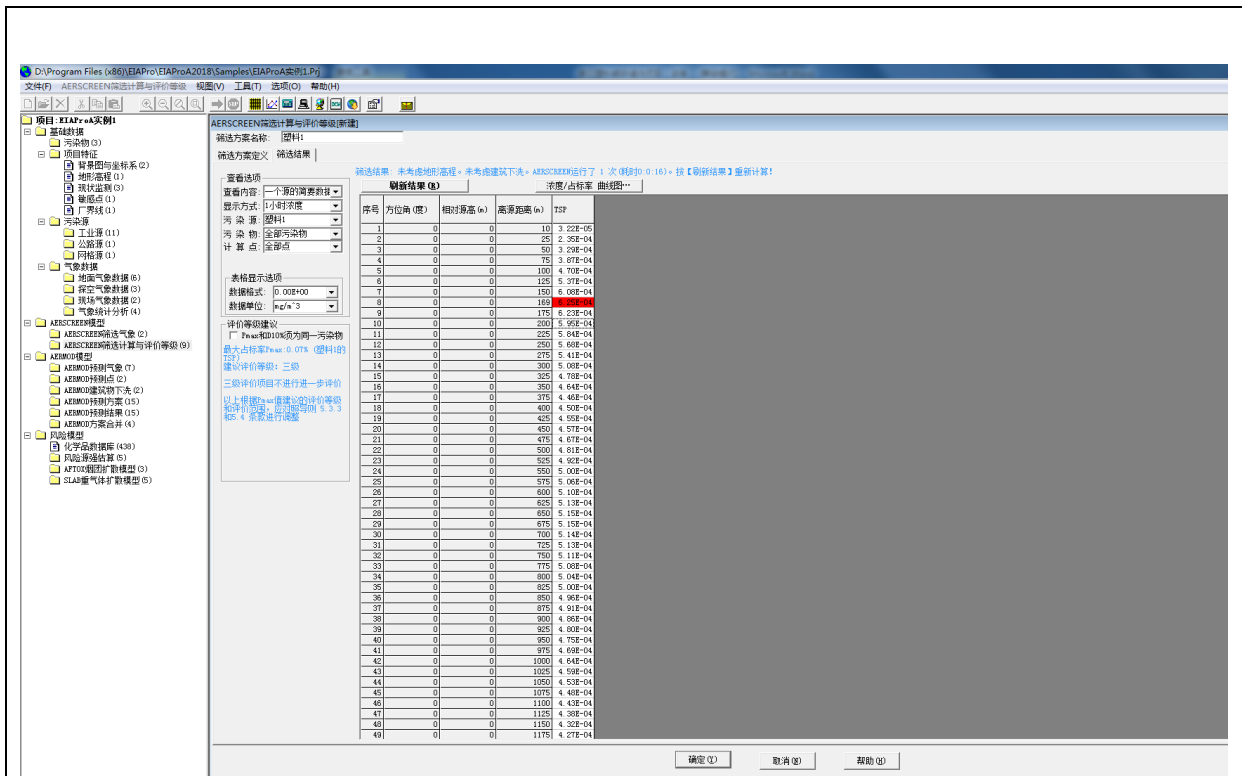 D:\Program Files (x86)\EIAPro\EIAProA2018\Samples\EIAProA实例1.Prj
文件(F) AERSCREEN筛选计算与评价等级 视图(V) 工具(T) 选项(O) 帮助(H)
项目:EIAProA实例1
基础数据
污染物(3)
项目特征
背景图与坐标系(2)
地形高程(1)
现状监测(3)
敏感点(1)
厂界线(1)
污染源
工业源(11)
公路源(1)
网格源(1)
气象数据
地面气象数据(6)
探空气象数据(3)
现场气象数据(2)
气象统计分析(4)
AERSCREEN模型
AERSCREEN筛选气象(2)
AERSCREEN筛选计算与评价等级(9)
AERMOD模型
AERMOD预测气象(7)
AERMOD预测点(2)
AERMOD建筑物下洗(2)
AERMOD预测方案(15)
AERMOD预测结果(15)
AERMOD方案合并(4)
风险模型
化学品数据库(438)
风险源强估算(5)
AFTOX烟团扩散模型(3)
SLAB重气体扩散模型(5)
AERSCREEN筛选计算与评价等级[新建]
筛选方案名称: 塑料1
筛选方案定义 筛选结果
查看选项
查看内容: 一个源的简要数据
显示方式: 1小时浓度
污 染 源: 塑料1
污 染 物: 全部污染物
计 算 点: 全部点
表格显示选项
数据格式: 0.00E+00
数据单位: mg/m^3
评价等级建议
Pmax和D10%须为同一污染物
最大占标率Pmax:0.07% (塑料1的
TSP)
建议评价等级: 三级
三级评价项目不进行进一步评价
以上根据Pmax值建议的评价等级
和评价范围,应对照导则 5.3.3
和5.4 条款进行调整
筛选结果: 未考虑地形高程。未考虑建筑下洗。AERSCREEN运行了 1 次(耗时0:0:16)。按【刷新结果】重新计算!
刷新结果(R) 浓度/占标率 曲线图…
序号 方位角(度) 相对源高(m) 离源距离(m) TSP
1 0 0 10 3.22E-05
2 0 0 25 2.35E-04
3 0 0 50 3.29E-04
4 0 0 75 3.87E-04
5 0 0 100 4.70E-04
6 0 0 125 5.37E-04
7 0 0 150 6.08E-04
8 0 0 169 6.25E-04
9 0 0 175 6.23E-04
10 0 0 200 5.95E-04
11 0 0 225 5.84E-04
12 0 0 250 5.68E-04
13 0 0 275 5.41E-04
14 0 0 300 5.08E-04
15 0 0 325 4.78E-04
16 0 0 350 4.64E-04
17 0 0 375 4.46E-04
18 0 0 400 4.50E-04
19 0 0 425 4.55E-04
20 0 0 450 4.57E-04
21 0 0 475 4.67E-04
22 0 0 500 4.81E-04
23 0 0 525 4.92E-04
24 0 0 550 5.00E-04
25 0 0 575 5.06E-04
26 0 0 600 5.10E-04
27 0 0 625 5.13E-04
28 0 0 650 5.15E-04
29 0 0 675 5.15E-04
30 0 0 700 5.14E-04
31 0 0 725 5.13E-04
32 0 0 750 5.11E-04
33 0 0 775 5.08E-04
34 0 0 800 5.04E-04
35 0 0 825 5.00E-04
36 0 0 850 4.96E-04
37 0 0 875 4.91E-04
38 0 0 900 4.86E-04
39 0 0 925 4.80E-04
40 0 0 950 4.75E-04
41 0 0 975 4.69E-04
42 0 0 1000 4.64E-04
43 0 0 1025 4.59E-04
44 0 0 1050 4.53E-04
45 0 0 1075 4.48E-04
46 0 0 1100 4.43E-04
47 0 0 1125 4.38E-04
48 0 0 1150 4.32E-04
49 0 0 1175 4.27E-04
确定(Y) 取消(N) 帮助(H)